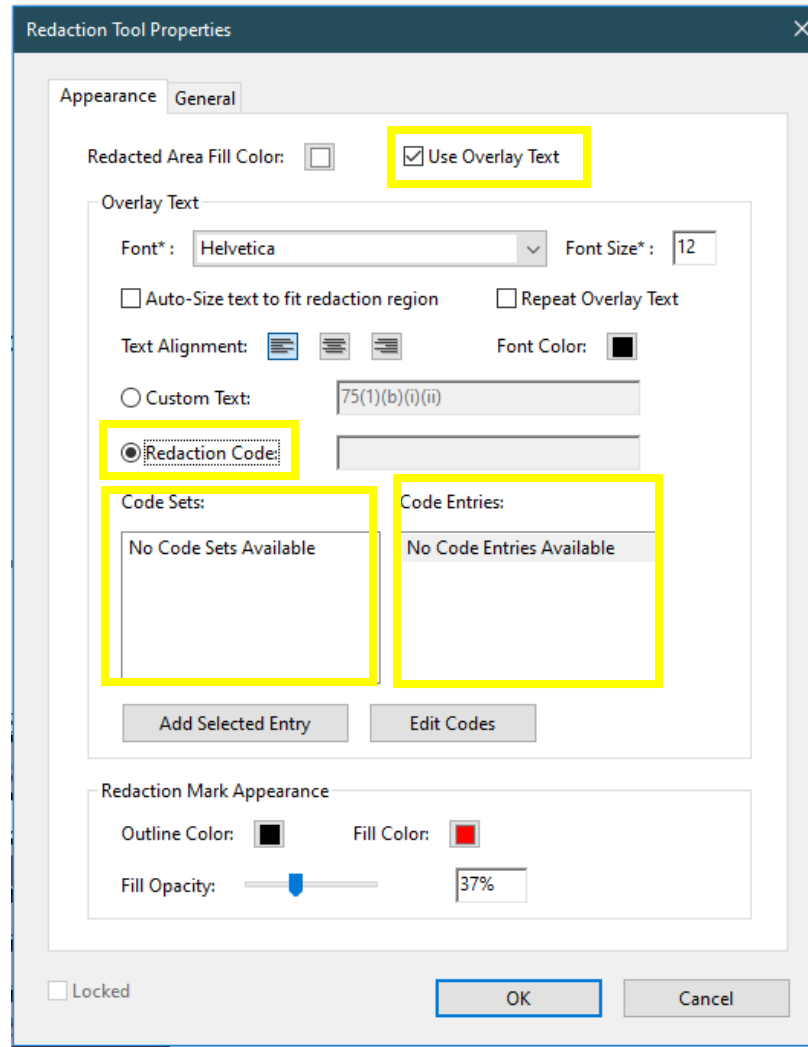 Redaction Tool Properties
Appearance General
Redacted Area Fill Color: Use Overlay Text
Overlay Text
Font* : Helvetica Font Size* : 12
Auto-Size text to fit redaction region Repeat Overlay Text
Text Alignment: Font Color:
Custom Text: 75(1)(b)(i)(ii)
Redaction Code:
Code Sets: Code Entries:
No Code Sets Available No Code Entries Available
Add Selected Entry Edit Codes
Redaction Mark Appearance
Outline Color: Fill Color:
Fill Opacity: 37%
Locked OK Cancel